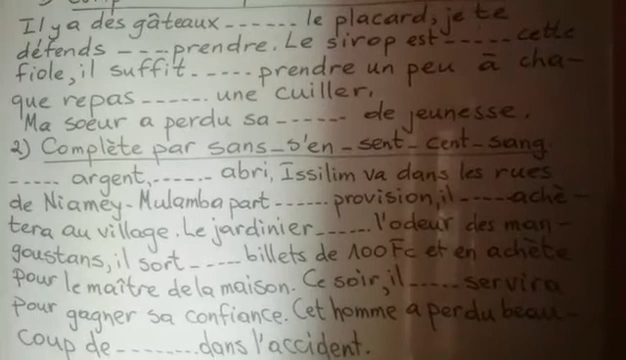 Il y a des gâteaux ------ le placard, je te
défends ---- prendre. Le sirop est ----- cette
fiole, il suffit ----- prendre un peu à cha-
que repas ------ une cuiller.
Ma soeur a perdu sa ------ de jeunesse.
2) Complète par sans - s'en - sent - cent - sang.
----- argent, ------ abri, Issilim va dans les rues
de Niamey - Mulamba part ------ provision, il ----- achè-
tera au village. Le jardinier ------ l'odeur des man-
goustans, il sort ----- billets de 100 Fc et en achète
pour le maître de la maison. Ce soir, il ----- servira
pour gagner sa confiance. Cet homme a perdu beau-
coup de -------- dans l'accident.